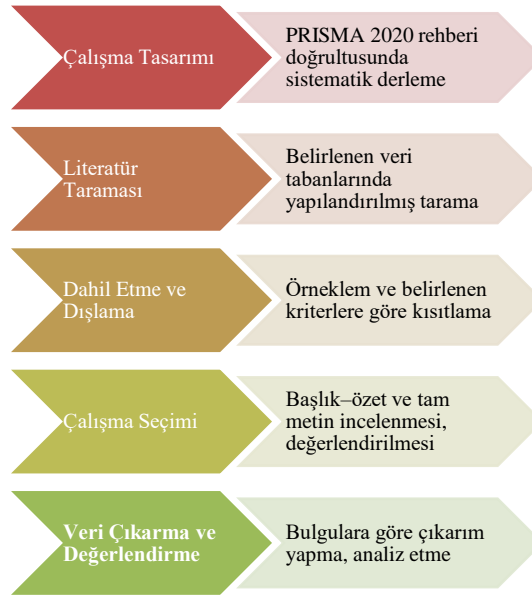 Çalışma Tasarımı
PRISMA 2020 rehberi
doğrultusunda
sistematik derleme
Literatür
Taraması
Belirlenen veri
tabanlarında
yapılandırılmış tarama
Dahil Etme ve
Dışlama
Örneklem ve belirlenen
kriterlere göre kısıtlama
Çalışma Seçimi
Başlık–özet ve tam
metin incelenmesi,
değerlendirilmesi
Veri Çıkarma ve
Değerlendirme
Bulgulara göre çıkarım
yapma, analiz etme